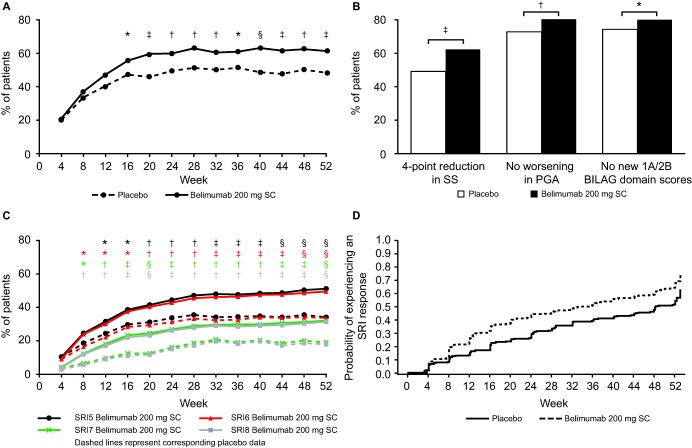 A
% of patients
80
60
40
20
0
* ‡ † † † * § ‡ † ‡
0 4 8 12 16 20 24 28 32 36 40 44 48 52
Week
Placebo Belimumab 200 mg SC
B
% of patients
80
60
40
20
0
‡ † *
4-point reduction in SS
No worsening in PGA
No new 1A/2B BILAG domain scores
Placebo Belimumab 200 mg SC
C
% of patients
80
60
40
20
0
* * † † † ‡ ‡ ‡ § § §
* * * † † † ‡ ‡ ‡ ‡ § §
* † ‡ § ‡ † † † ‡ † ‡ §
† † ‡ § ‡ † † † ‡ † ‡ §
0 4 8 12 16 20 24 28 32 36 40 44 48 52
Week
SRI5 Belimumab 200 mg SC SRI6 Belimumab 200 mg SC
SRI7 Belimumab 200 mg SC SRI8 Belimumab 200 mg SC
Dashed lines represent corresponding placebo data
D
Probability of experiencing an
SRI response
1.0
0.9
0.8
0.7
0.6
0.5
0.4
0.3
0.2
0.1
0.0
0 4 8 12 16 20 24 28 32 36 40 44 48 52
Week
Placebo Belimumab 200 mg SC